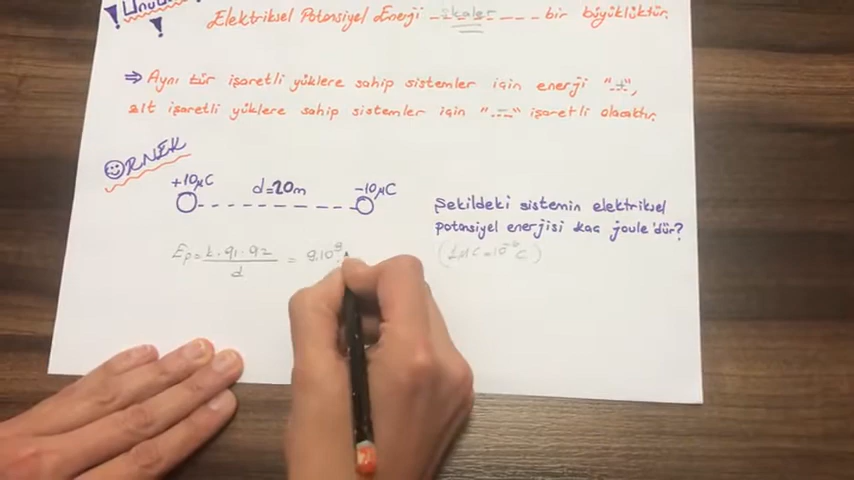 Elektriksel Potansiyel Enerji skaler bir büyüklüktür.
⇒ Aynı tür işaretli yüklere sahip sistemler için enerji "+",
zıt işaretli yüklere sahip sistemler için "-" işaretli olacaktır.
ÖRNEK
+10μC d=20m -10μC
Şekildeki sistemin elektriksel
potansiyel enerjisi kaç joule'dür?
(1μC=10⁻⁶C)
Ep = k.q1.q2 / d = 9.10⁹